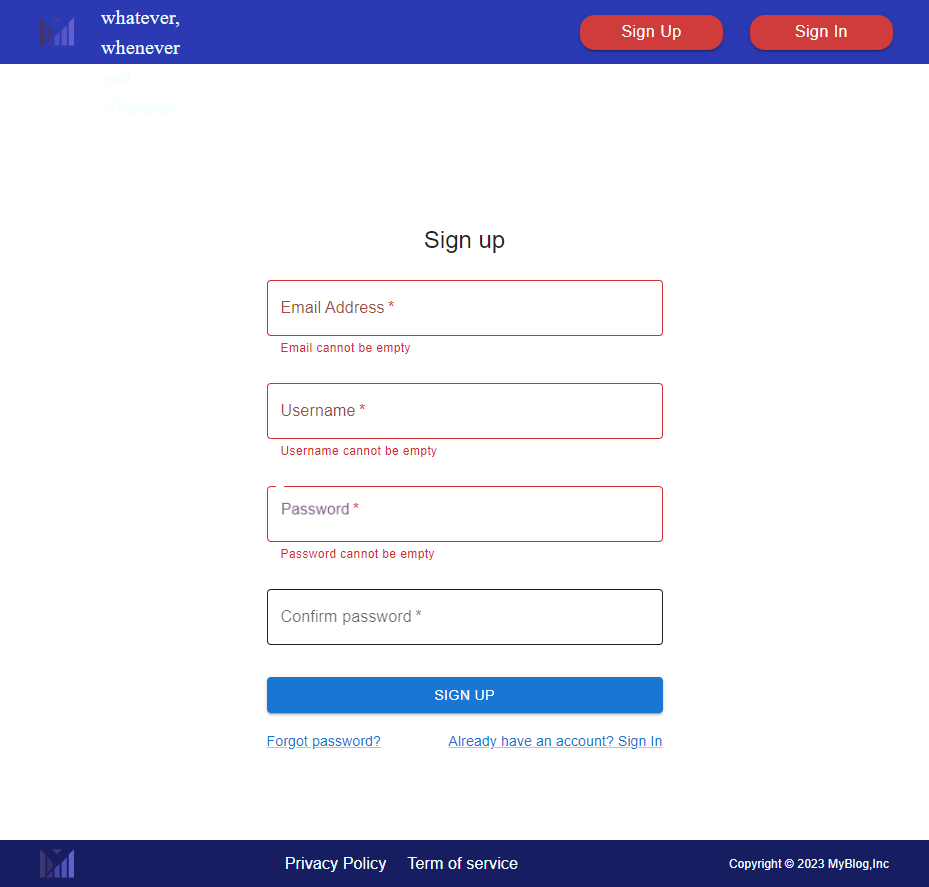 whatever,
whenever
and
wherever
Sign Up
Sign In
Sign up
Email Address *
Email cannot be empty
Username *
Username cannot be empty
Password *
Password cannot be empty
Confirm password *
SIGN UP
Forgot password?
Already have an account? Sign In
Privacy Policy
Term of service
Copyright © 2023 MyBlog,Inc